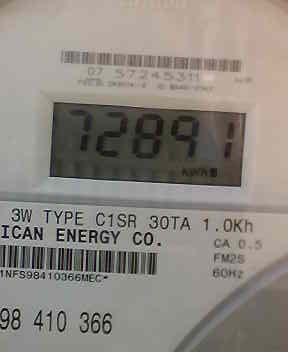 07 57245311
72891
KWH
3W TYPE C1SR 30TA 1.0Kh
ICAN ENERGY CO.
CA 0.5
FM2S
60Hz
1NFS98410366MEC*
98 410 366